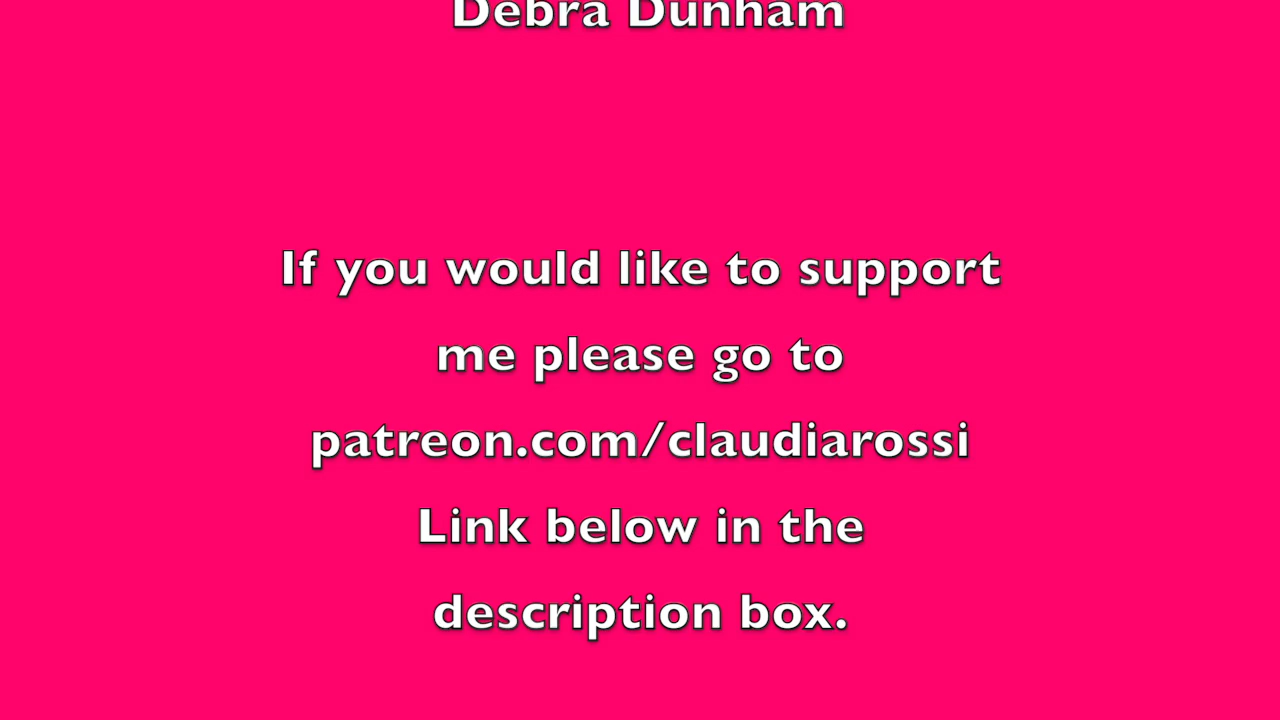 Debra Dunham
If you would like to support
me please go to
patreon.com/claudiarossi
Link below in the
description box.